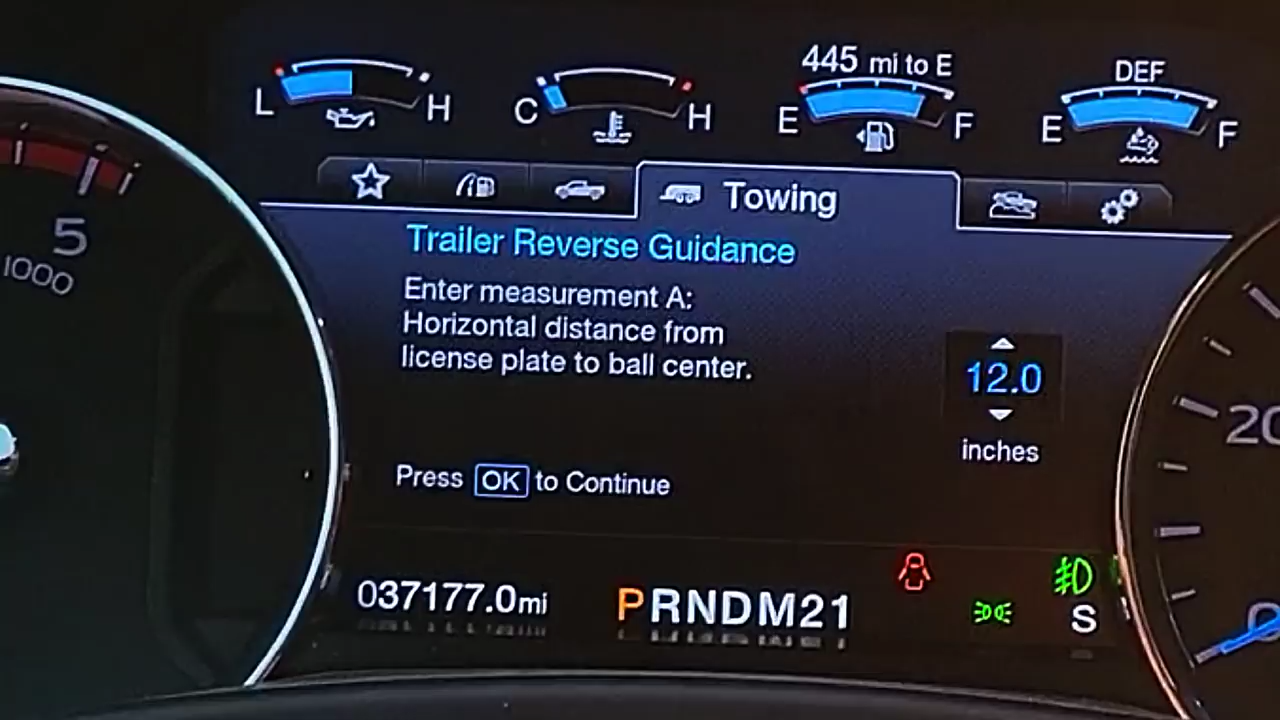 445 mi to E
DEF
L H
C H
E F
E F
Towing
5
1000
Trailer Reverse Guidance
Enter measurement A:
Horizontal distance from
license plate to ball center.
12.0
inches
Press OK to Continue
20
037177.0mi
PRNDM21
S
0